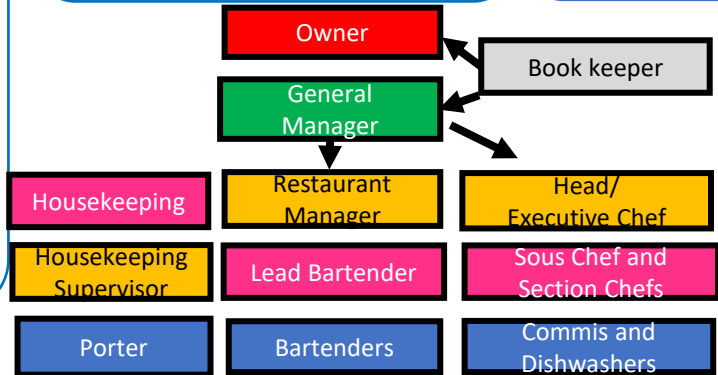 Owner
Book keeper
General
Manager
Housekeeping
Restaurant
Manager
Head/
Executive Chef
Housekeeping
Supervisor
Lead Bartender
Sous Chef and
Section Chefs
Porter
Bartenders
Commis and
Dishwashers